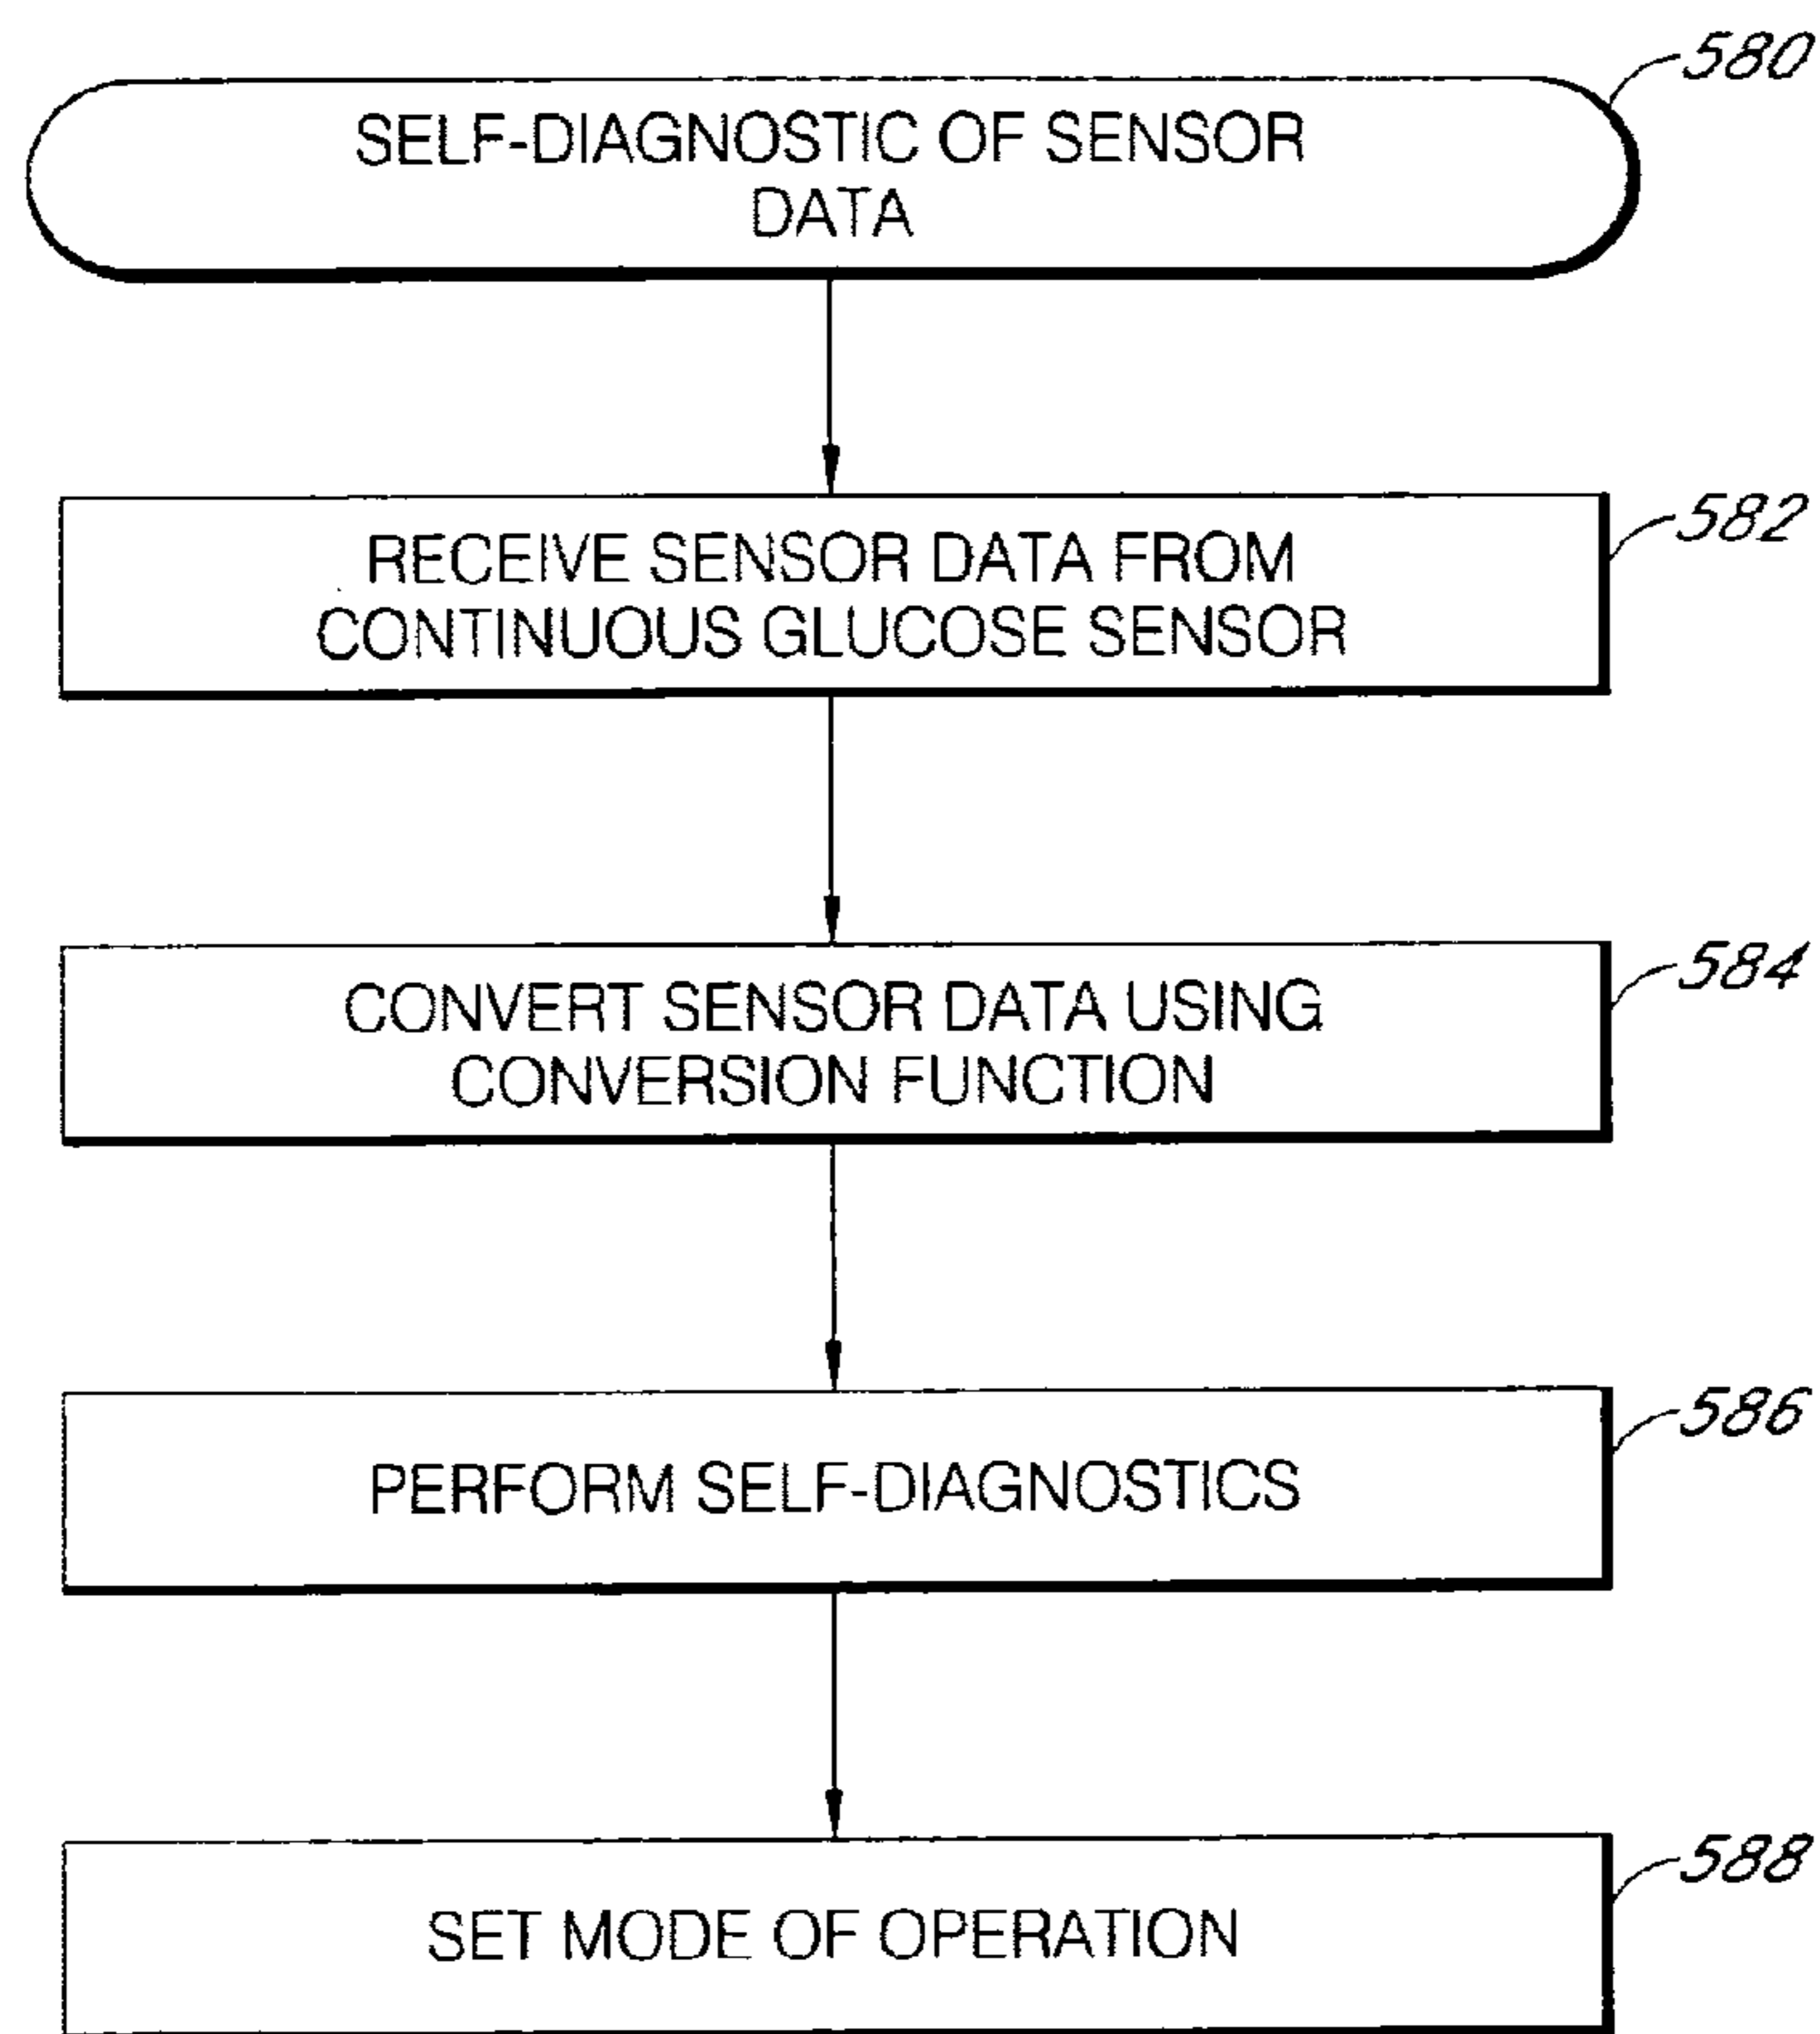 580
SELF-DIAGNOSTIC OF SENSOR
DATA
582
RECEIVE SENSOR DATA FROM
CONTINUOUS GLUCOSE SENSOR
584
CONVERT SENSOR DATA USING
CONVERSION FUNCTION
586
PERFORM SELF-DIAGNOSTICS
588
SET MODE OF OPERATION